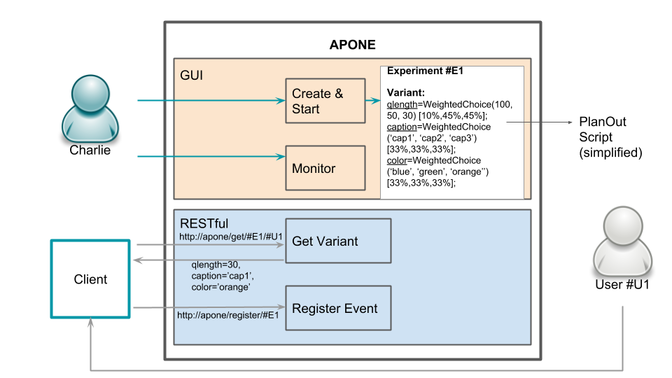 APONE
GUI
Charlie
Create &
Start
Monitor
Experiment #E1
Variant:
qlength=WeightedChoice(100,
50, 30) [10%,45%,45%];
caption=WeightedChoice
(‘cap1’, ‘cap2’, ‘cap3’)
[33%,33%,33%];
color=WeightedChoice
(‘blue’, ‘green’, ‘orange’’)
[33%,33%,33%];
PlanOut
Script
(simplified)
RESTful
http://apone/get/#E1/#U1
Get Variant
Client
qlength=30,
caption=’cap1’,
color=’orange’
http://apone/register/#E1
Register Event
User #U1